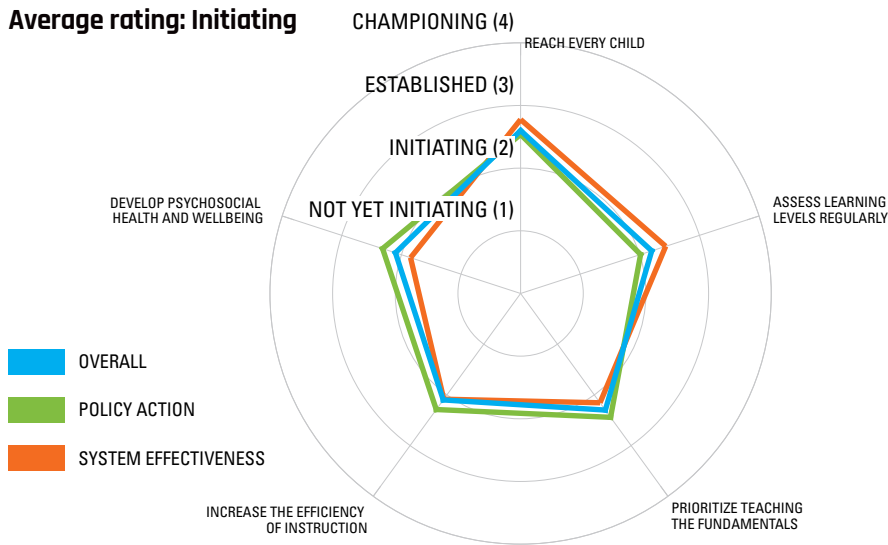 Average rating: Initiating
CHAMPIONING (4)
REACH EVERY CHILD
ESTABLISHED (3)
INITIATING (2)
NOT YET INITIATING (1)
DEVELOP PSYCHOSOCIAL
HEALTH AND WELLBEING
ASSESS LEARNING
LEVELS REGULARLY
OVERALL
POLICY ACTION
SYSTEM EFFECTIVENESS
INCREASE THE EFFICIENCY
OF INSTRUCTION
PRIORITIZE TEACHING
THE FUNDAMENTALS